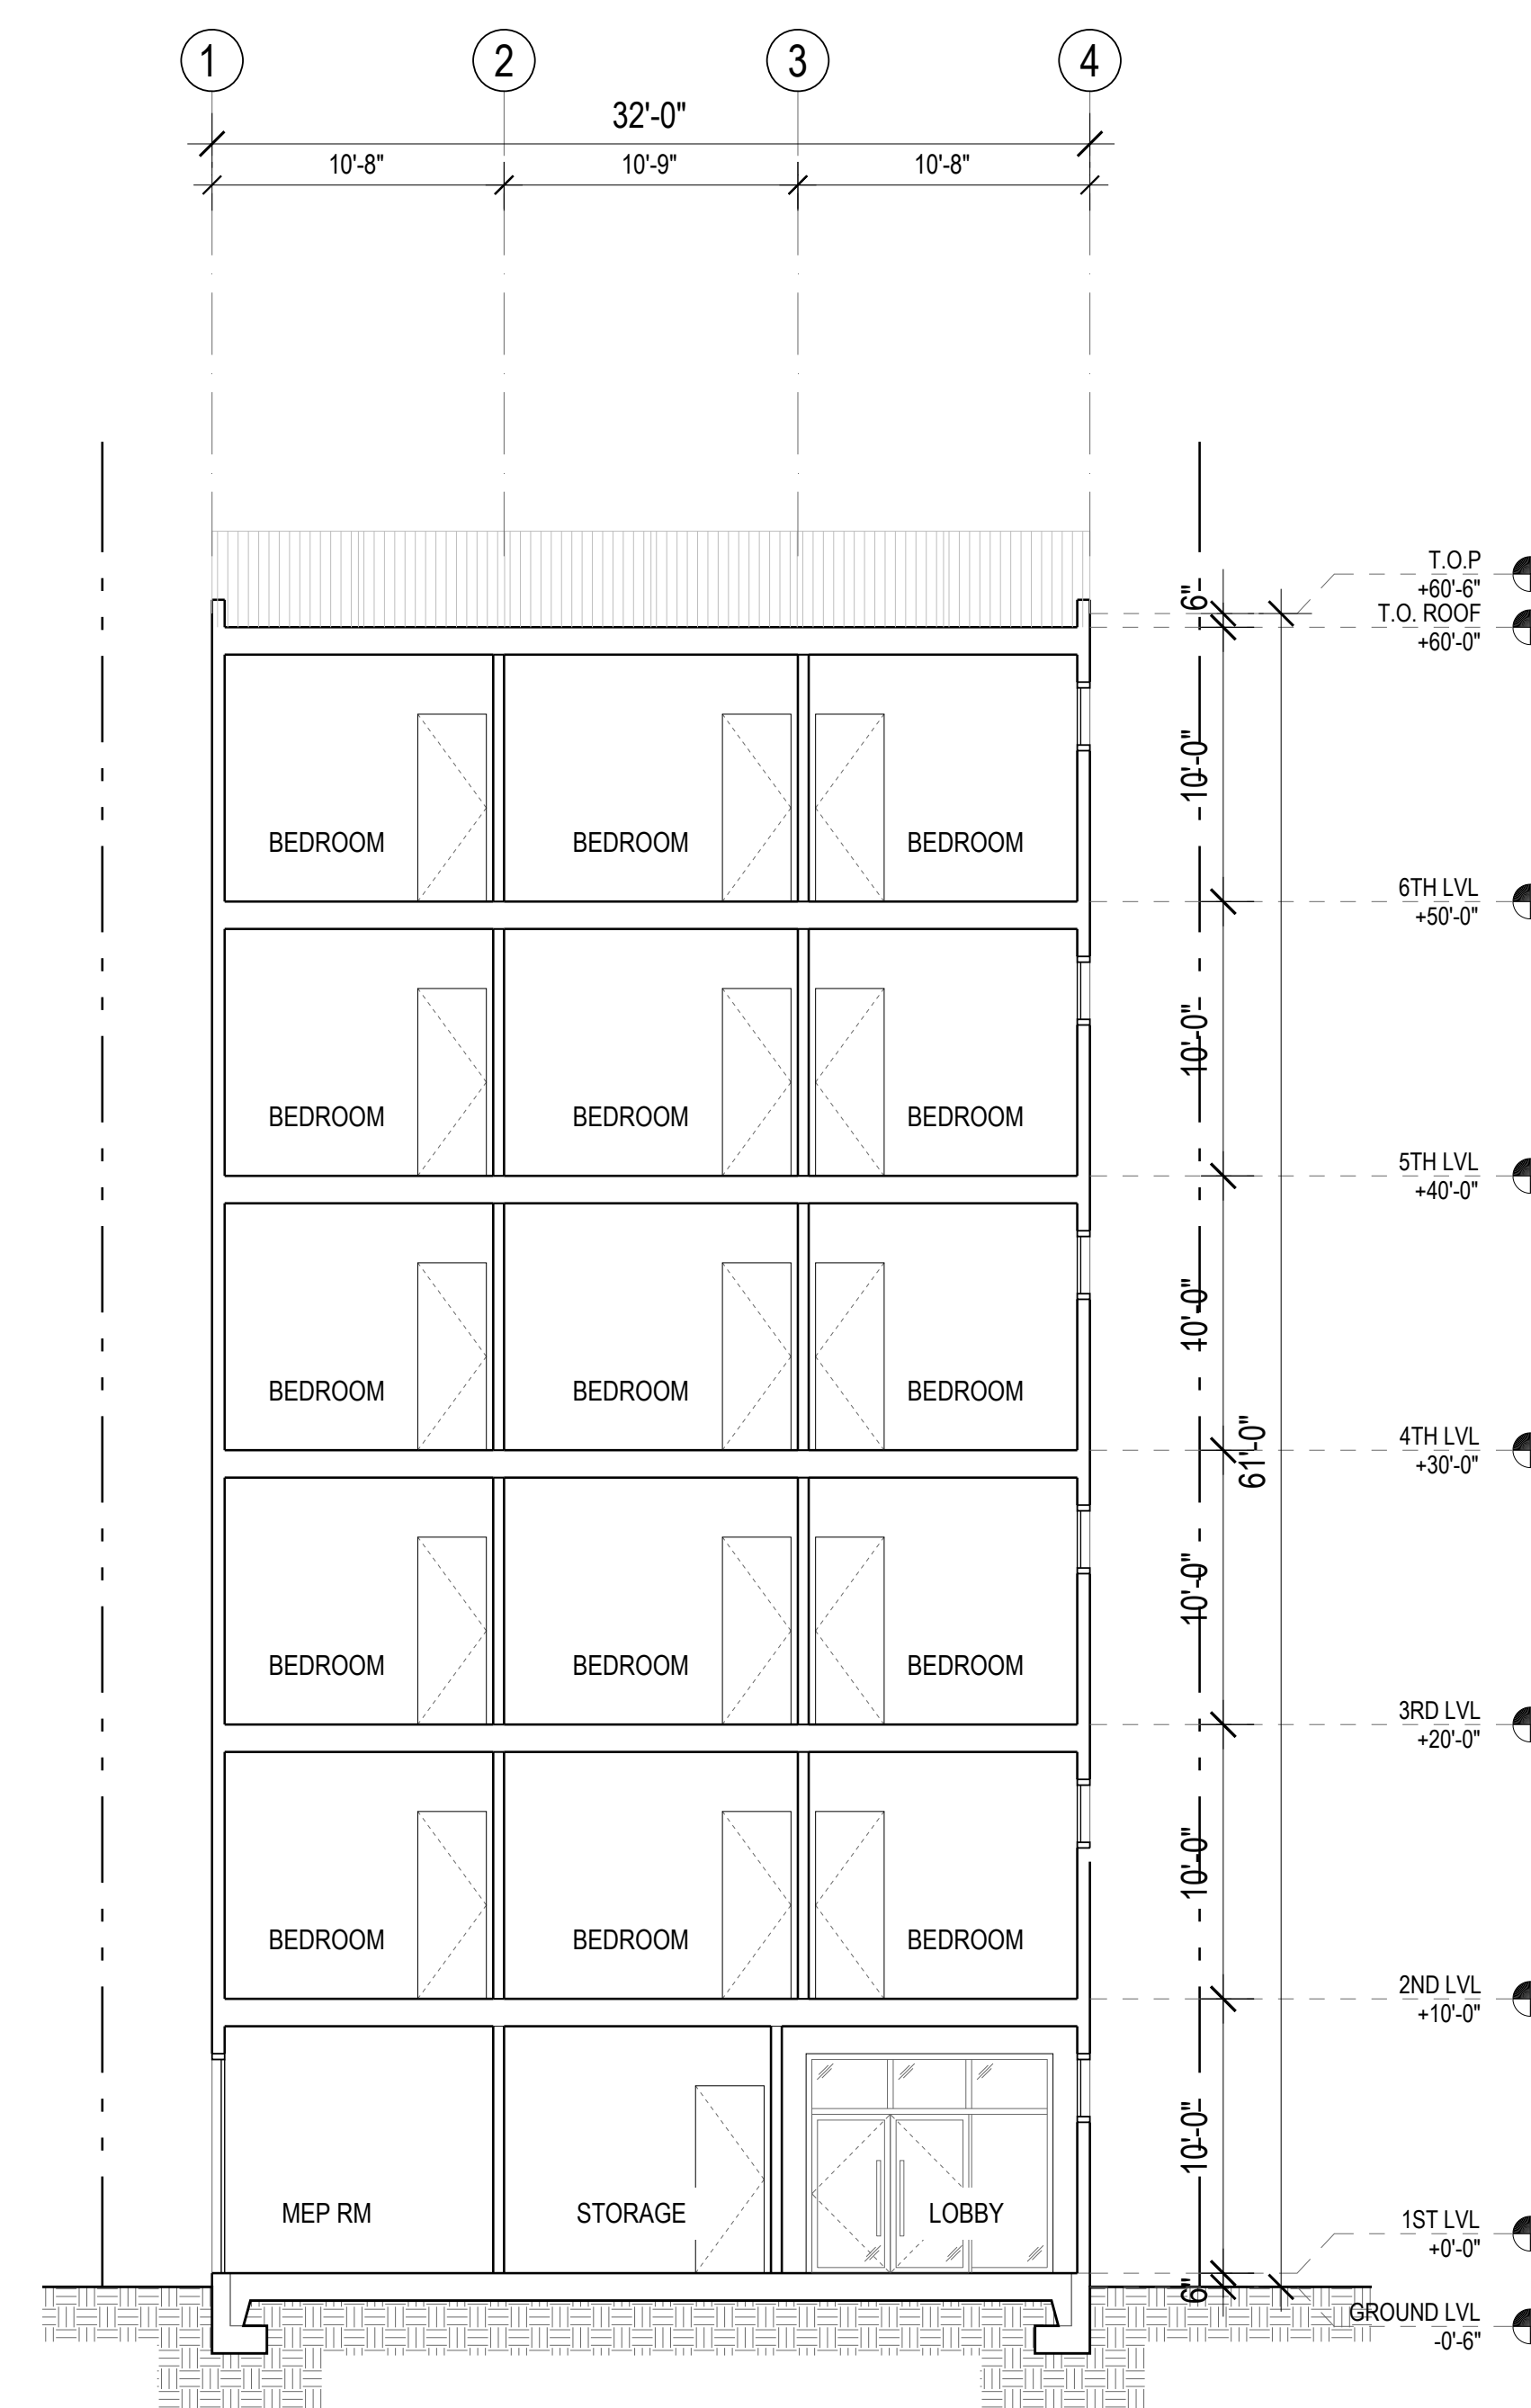 1 2 3 4
32'-0"
10'-8" 10'-9" 10'-8"
T.O.P
+60'-6"
6"
T.O. ROOF
+60'-0"
10'-0"
BEDROOM BEDROOM BEDROOM
6TH LVL
+50'-0"
10'-0"
BEDROOM BEDROOM BEDROOM
5TH LVL
+40'-0"
10'-0"
BEDROOM BEDROOM BEDROOM
61'-0"
4TH LVL
+30'-0"
10'-0"
BEDROOM BEDROOM BEDROOM
3RD LVL
+20'-0"
10'-0"
BEDROOM BEDROOM BEDROOM
2ND LVL
+10'-0"
10'-0"
MEP RM STORAGE LOBBY
1ST LVL
+0'-0"
6"
GROUND LVL
-0'-6"